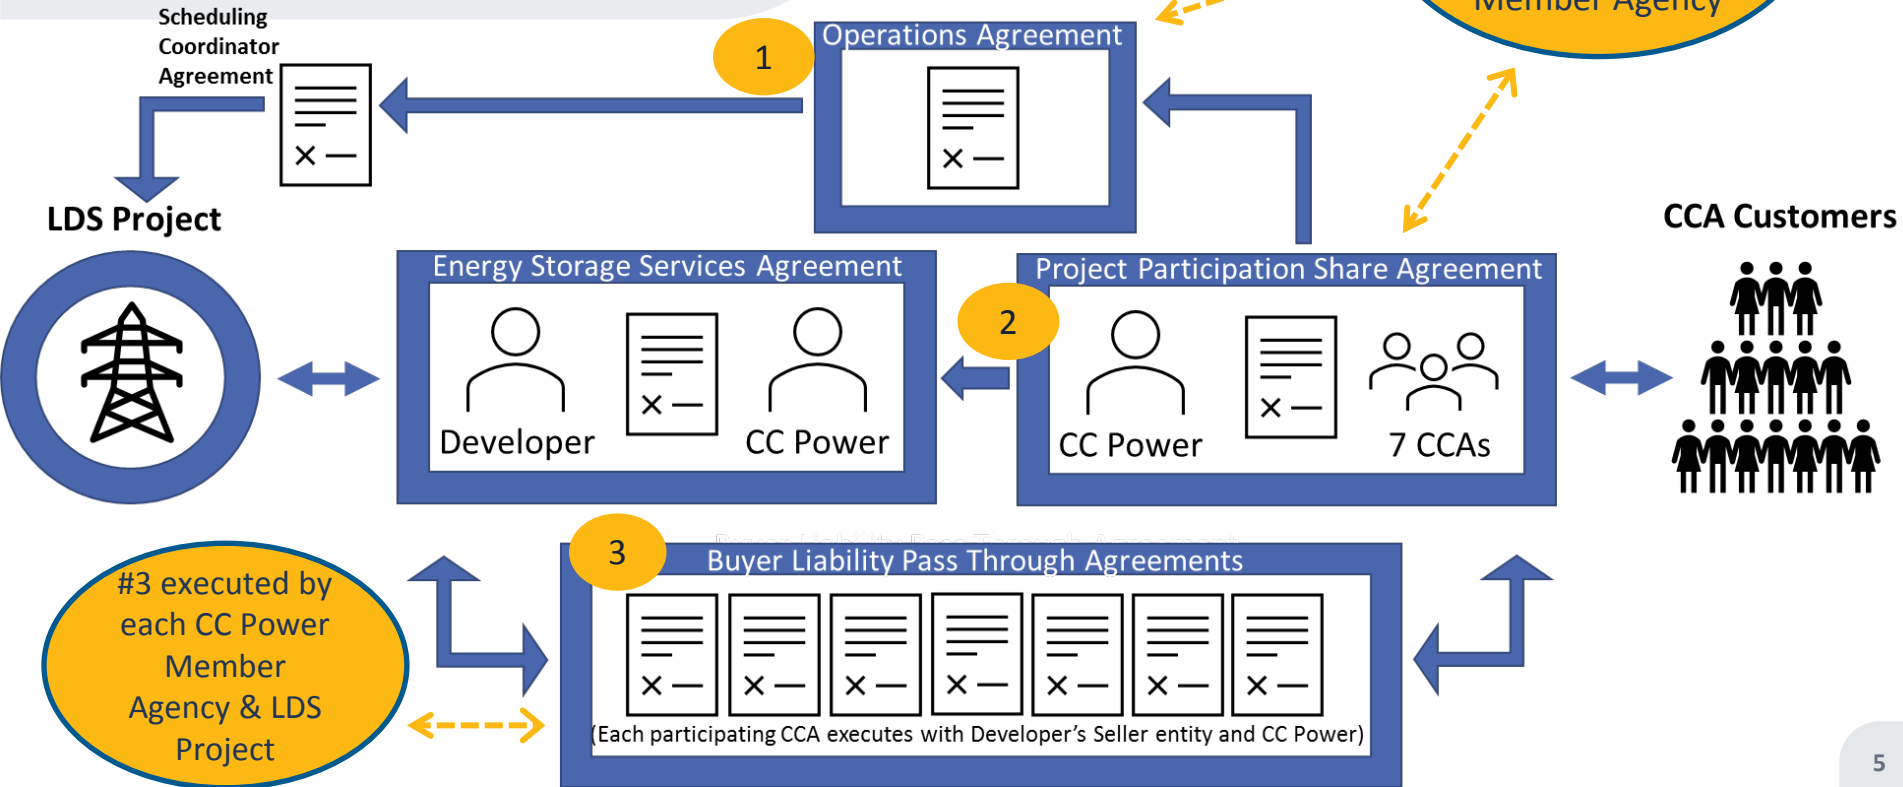 Member Agency
Scheduling
Coordinator
Agreement
1
Operations Agreement
LDS Project
CCA Customers
Energy Storage Services Agreement
Developer
CC Power
2
Project Participation Share Agreement
CC Power
7 CCAs
3
Buyer Liability Pass Through Agreements
(Each participating CCA executes with Developer's Seller entity and CC Power)
#3 executed by
each CC Power
Member
Agency & LDS
Project
5